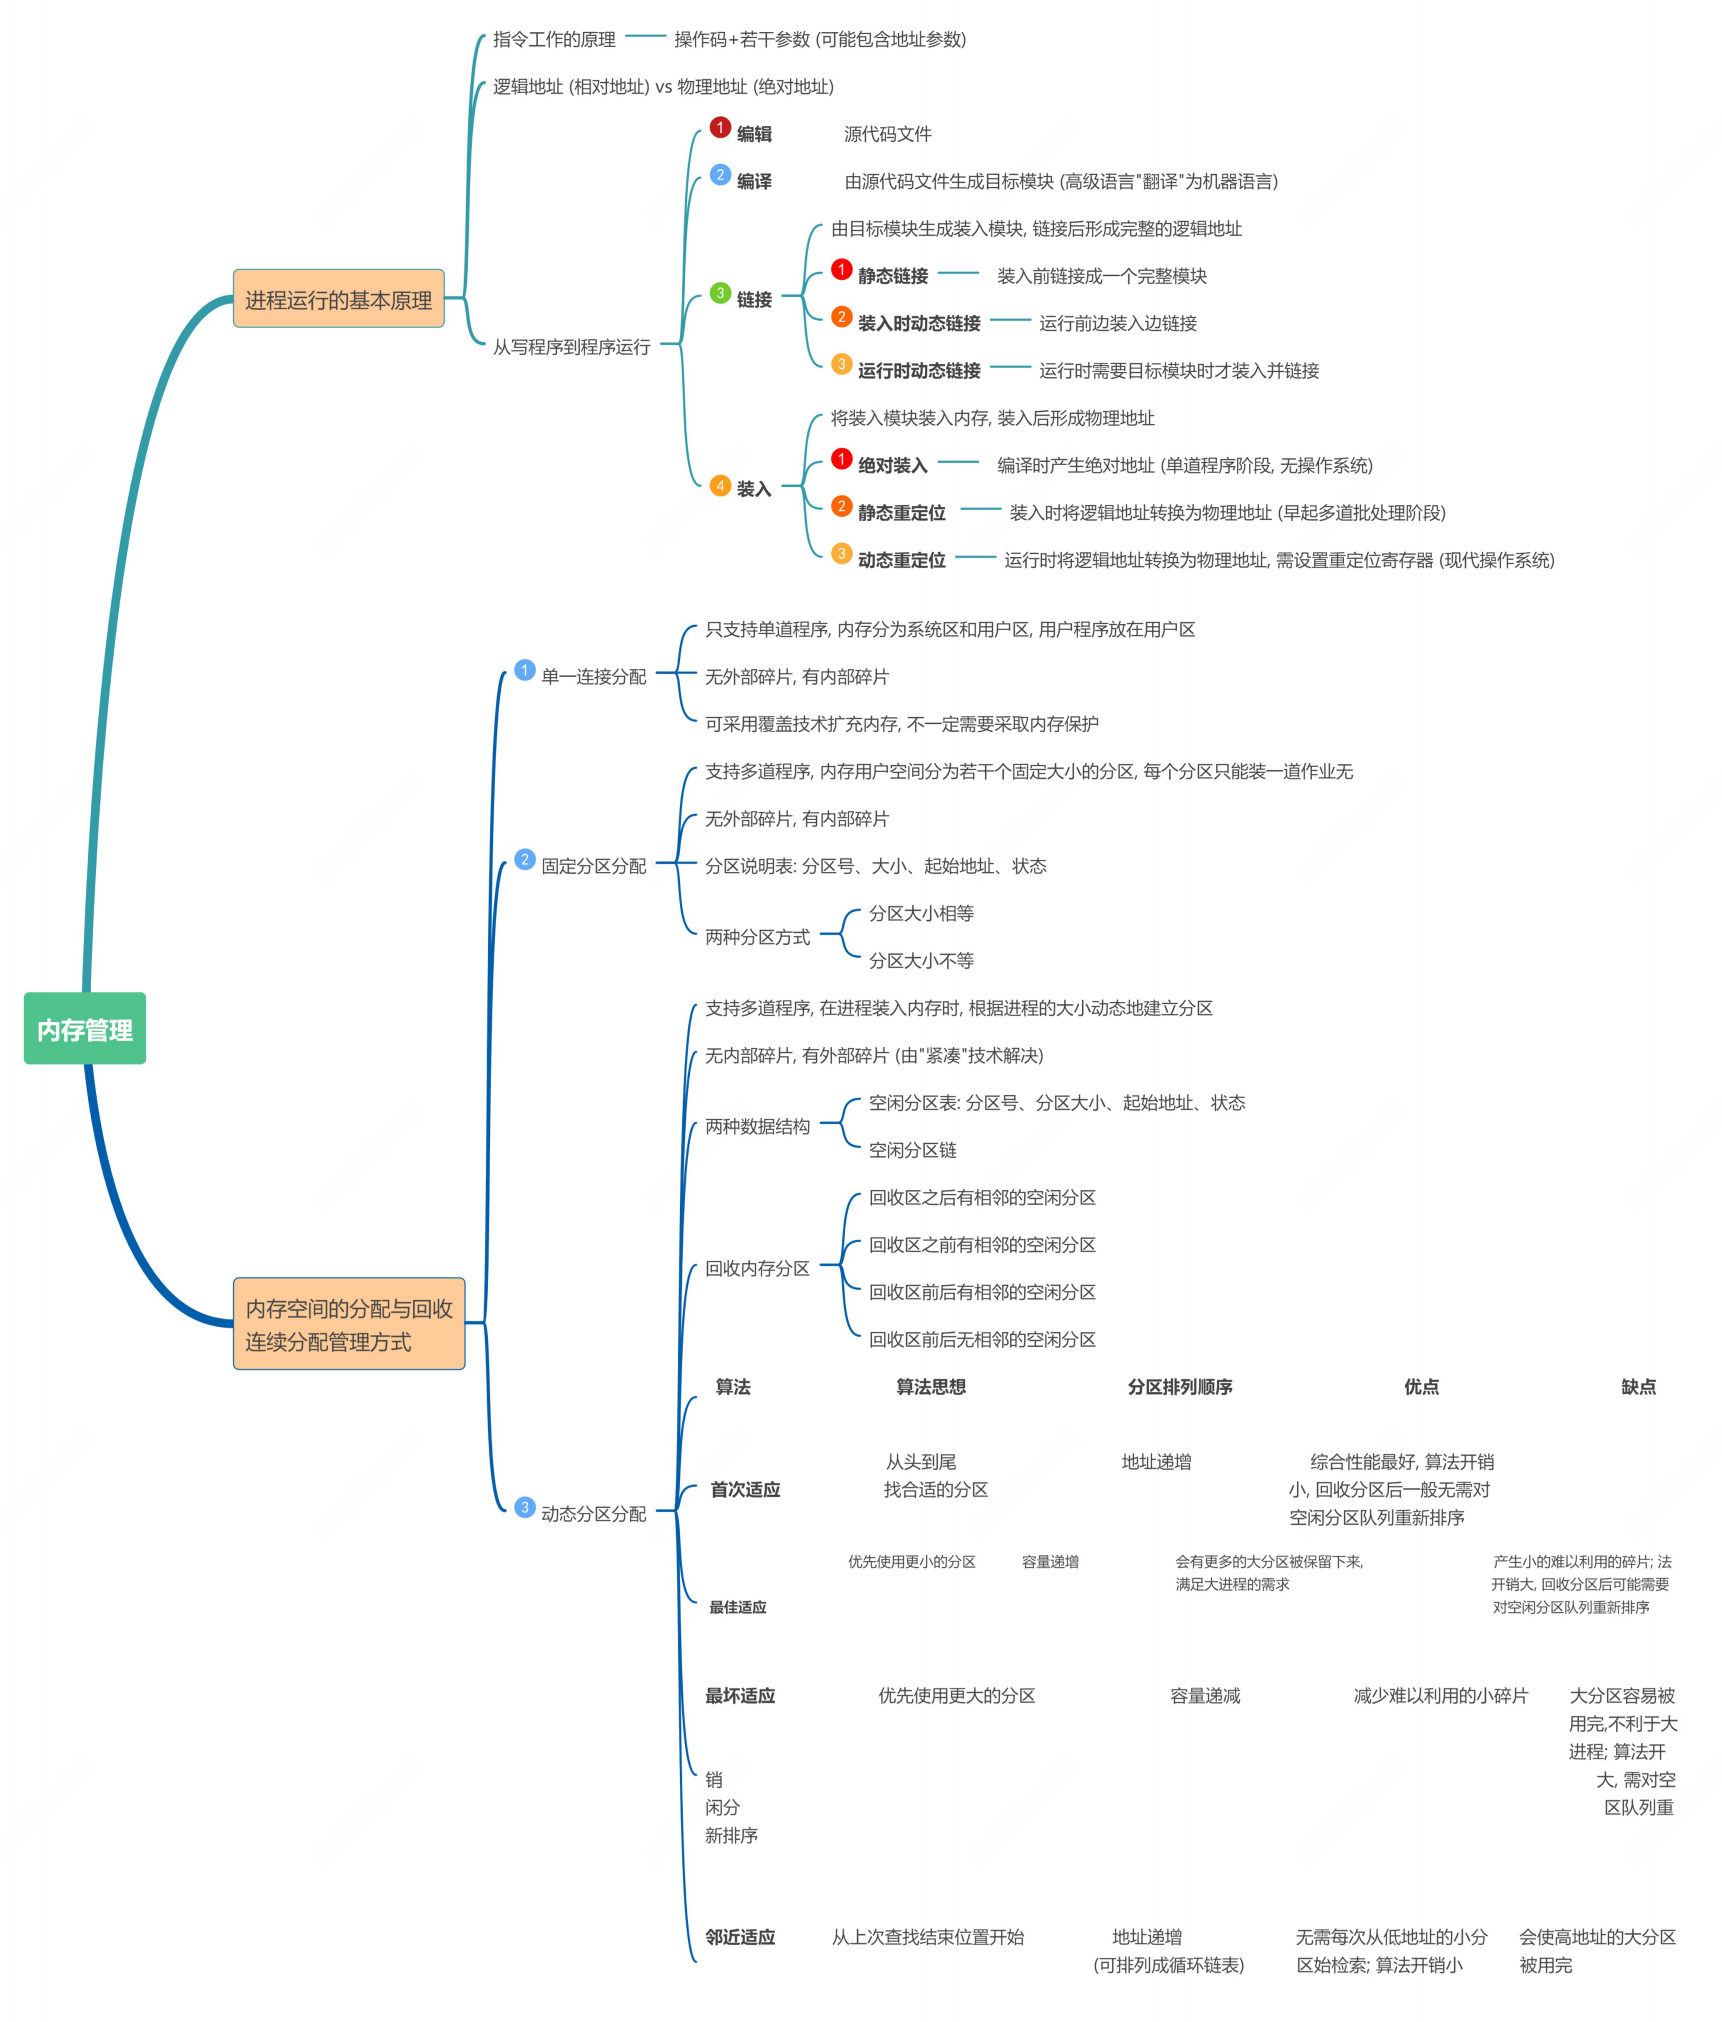 指令工作的原理
操作码+若干参数 (可能包含地址参数)
逻辑地址 (相对地址) vs 物理地址 (绝对地址)
1 编辑 源代码文件
2 编译 由源代码文件生成目标模块 (高级语言"翻译"为机器语言)
由目标模块生成装入模块, 链接后形成完整的逻辑地址
1 静态链接 装入前链接成一个完整模块
进程运行的基本原理
3 链接
2 装入时动态链接 运行前边装入边链接
从写程序到程序运行
3 运行时动态链接 运行时需要目标模块时才装入并链接
将装入模块装入内存, 装入后形成物理地址
1 绝对装入 编译时产生绝对地址 (单道程序阶段, 无操作系统)
4 装入
2 静态重定位 装入时将逻辑地址转换为物理地址 (早起多道批处理阶段)
3 动态重定位 运行时将逻辑地址转换为物理地址, 需设置重定位寄存器 (现代操作系统)
只支持单道程序, 内存分为系统区和用户区, 用户程序放在用户区
1 单一连接分配
无外部碎片, 有内部碎片
可采用覆盖技术扩充内存, 不一定需要采取内存保护
支持多道程序, 内存用户空间分为若干个固定大小的分区, 每个分区只能装一道作业无
无外部碎片, 有内部碎片
2 固定分区分配
分区说明表: 分区号、大小、起始地址、状态
两种分区方式
分区大小相等
分区大小不等
内存管理
支持多道程序, 在进程装入内存时, 根据进程的大小动态地建立分区
无内部碎片, 有外部碎片 (由"紧凑"技术解决)
两种数据结构
空闲分区表: 分区号、分区大小、起始地址、状态
空闲分区链
回收内存分区
回收区之后有相邻的空闲分区
回收区之前有相邻的空闲分区
回收区前后有相邻的空闲分区
回收区前后无相邻的空闲分区
内存空间的分配与回收
连续分配管理方式
3 动态分区分配
算法 算法思想 分区排列顺序 优点 缺点
从头到尾 地址递增 综合性能最好, 算法开销
首次适应 找合适的分区 小, 回收分区后一般无需对
空闲分区队列重新排序
优先使用更小的分区 容量递增 会有更多的大分区被保留下来, 产生小的难以利用的碎片; 法
满足大进程的需求 开销大, 回收分区后可能需要
最佳适应 对空闲分区队列重新排序
最坏适应 优先使用更大的分区 容量递减 减少难以利用的小碎片 大分区容易被
用完,不利于大
进程; 算法开
销 大, 需对空
闲分 区队列重
新排序
邻近适应 从上次查找结束位置开始 地址递增 无需每次从低地址的小分 会使高地址的大分区
(可排列成循环链表) 区始检索; 算法开销小 被用完